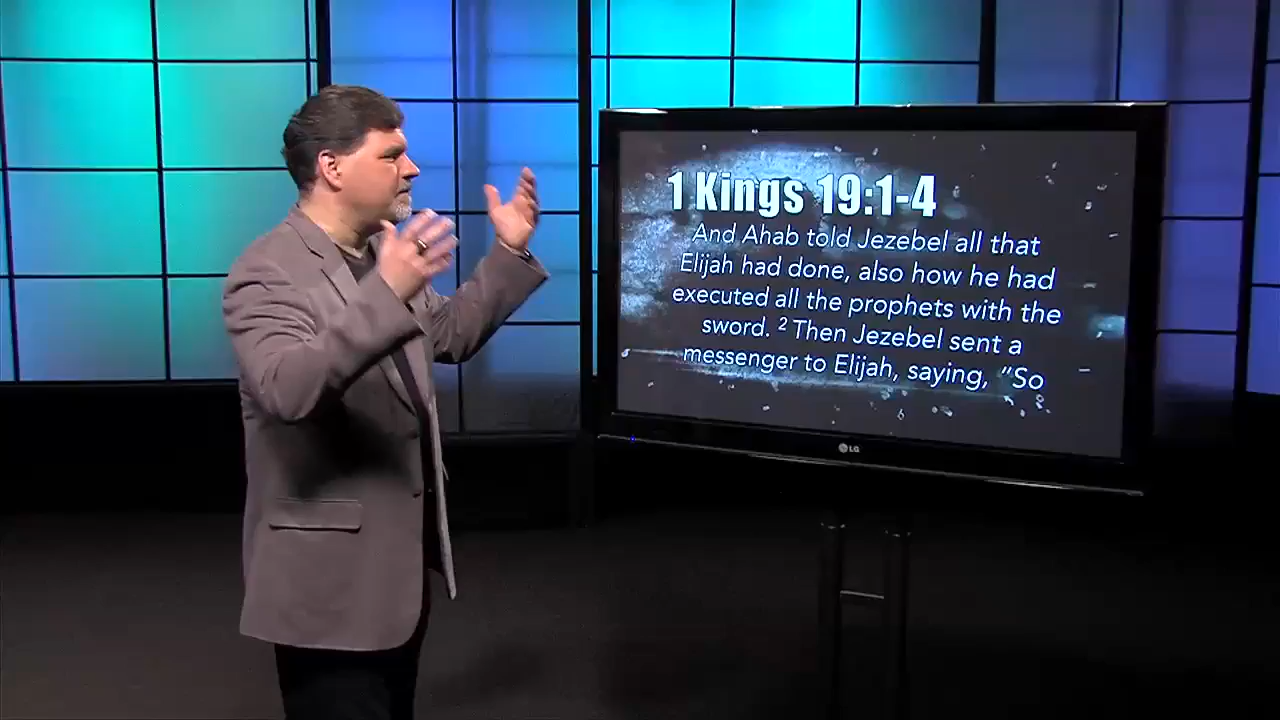 1 Kings 19:1-4
And Ahab told Jezebel all that
Elijah had done, also how he had
executed all the prophets with the
sword. 2 Then Jezebel sent a
messenger to Elijah, saying, “So
LG